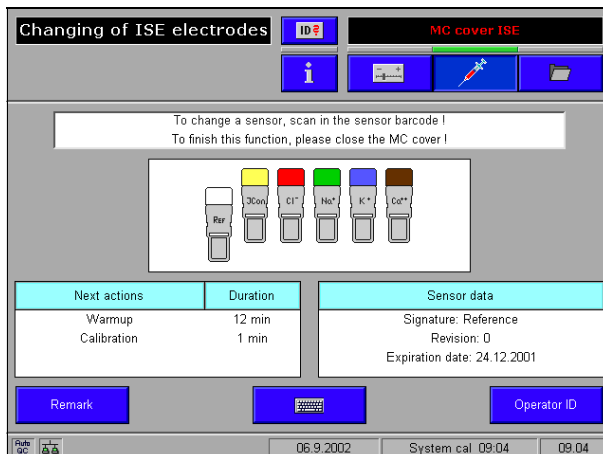 Changing of ISE electrodes
ID?
MC cover ISE
i
- +
To change a sensor, scan in the sensor barcode !
To finish this function, please close the MC cover !
REF
3Con
Cl⁻
Na⁺
K⁺
Ca⁺⁺
Next actions Duration
Warmup 12 min
Calibration 1 min
Sensor data
Signature: Reference
Revision: 0
Expiration date: 24.12.2001
Remark
Operator ID
Auto QC
06.9.2002
System cal 09:04
09.04